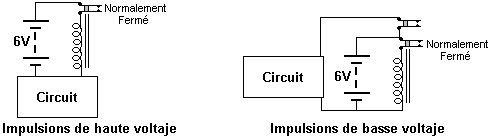 Normalement
Fermé
6V
Circuit
Impulsions de haute voltaje
Normalement
Fermé
6V
Circuit
Impulsions de basse voltaje